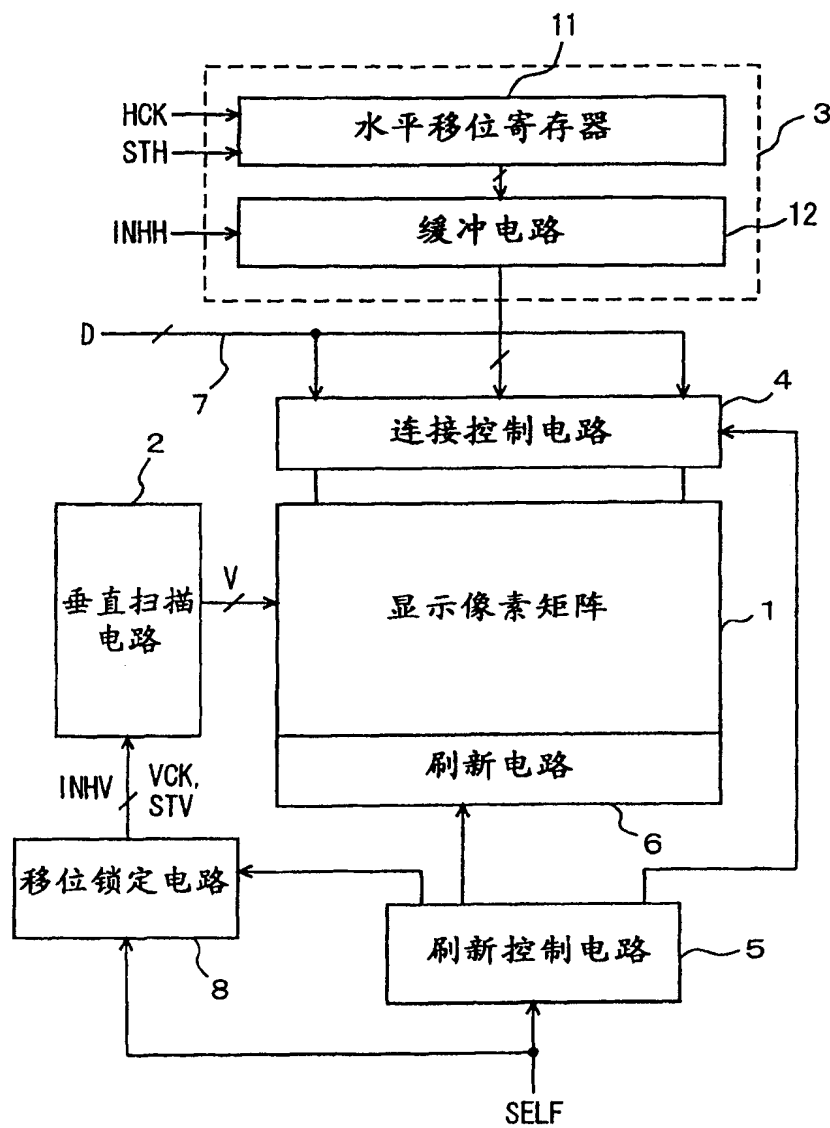 11
HCK
水平移位寄存器
3
STH
INHH
缓冲电路
12
D
7
4
连接控制电路
2
垂直扫描
电路
V
显示像素矩阵
1
刷新电路
INHV
VCK,
STV
6
移位锁定电路
8
刷新控制电路
5
SELF